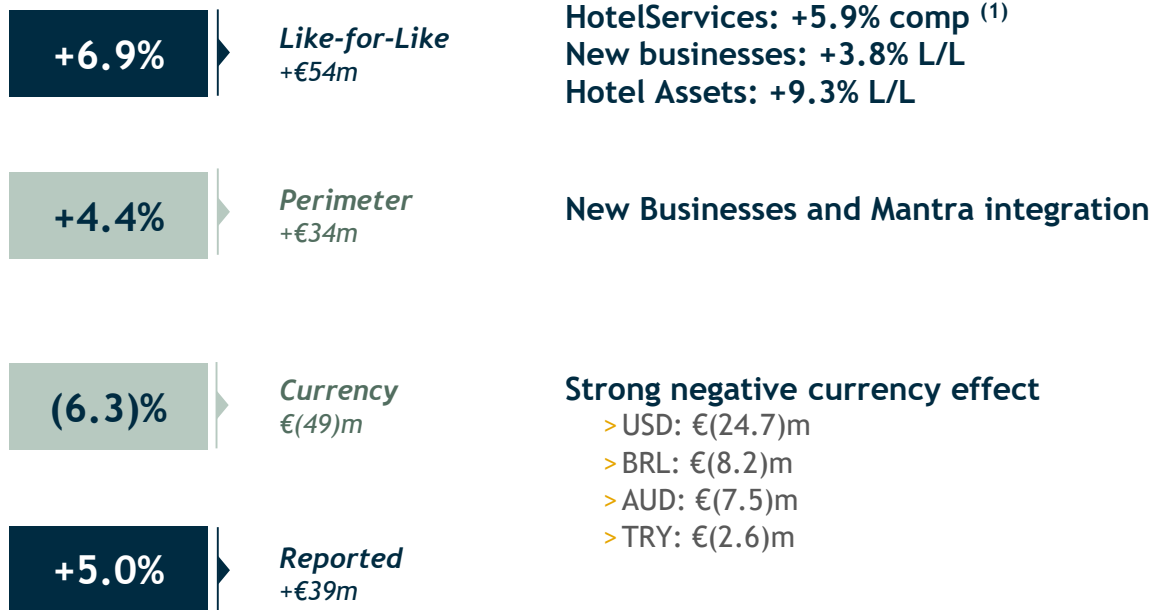 +6.9%
Like-for-Like
+€54m
HotelServices: +5.9% comp (1)
New businesses: +3.8% L/L
Hotel Assets: +9.3% L/L
+4.4%
Perimeter
+€34m
New Businesses and Mantra integration
(6.3)%
Currency
€(49)m
Strong negative currency effect
> USD: €(24.7)m
> BRL: €(8.2)m
> AUD: €(7.5)m
> TRY: €(2.6)m
+5.0%
Reported
+€39m